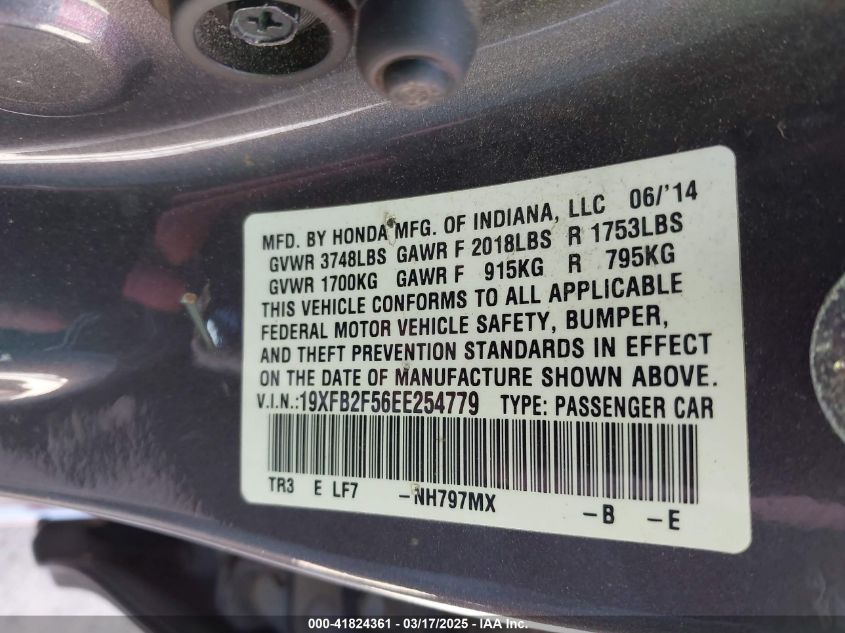 MFD. BY HONDA MFG. OF INDIANA, LLC 06/'14
GVWR 3748LBS GAWR F 2018LBS R 1753LBS
GVWR 1700KG GAWR F 915KG R 795KG
THIS VEHICLE CONFORMS TO ALL APPLICABLE
FEDERAL MOTOR VEHICLE SAFETY, BUMPER,
AND THEFT PREVENTION STANDARDS IN EFFECT
ON THE DATE OF MANUFACTURE SHOWN ABOVE.
V.I.N.:19XFB2F56EE254779 TYPE: PASSENGER CAR
TR3 E LF7 -NH797MX -B -E
000-41824361 - 03/17/2025 - IAA Inc.